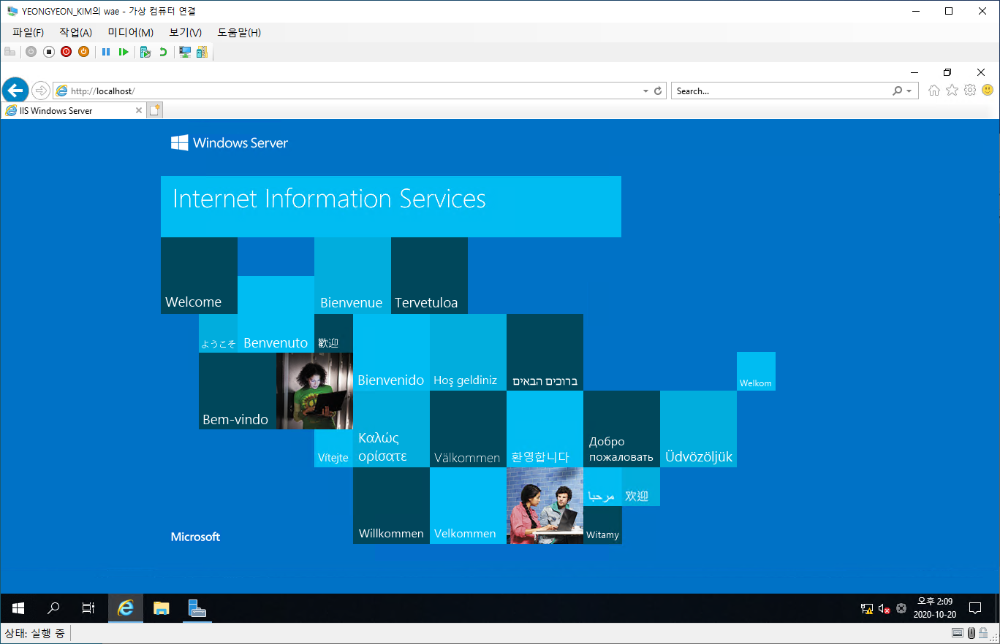 YEONGYEON_KIM의 wae - 가상 컴퓨터 연결
파일(F) 작업(A) 미디어(M) 보기(V) 도움말(H)
http://localhost/
Search...
IIS Windows Server
Windows Server
Internet Information Services
Welcome
Bienvenue
Tervetuloa
ようこそ
Benvenuto
歡迎
Bienvenido
Hoş geldiniz
ברוכים הבאים
Welkom
Bem-vindo
Vítejte
Καλώς
ορίσατε
Välkommen
환영합니다
Добро
пожаловать
Üdvözöljük
مرحبا
欢迎
Willkommen
Velkommen
Witamy
Microsoft
오후 2:09
2020-10-20
상태: 실행 중